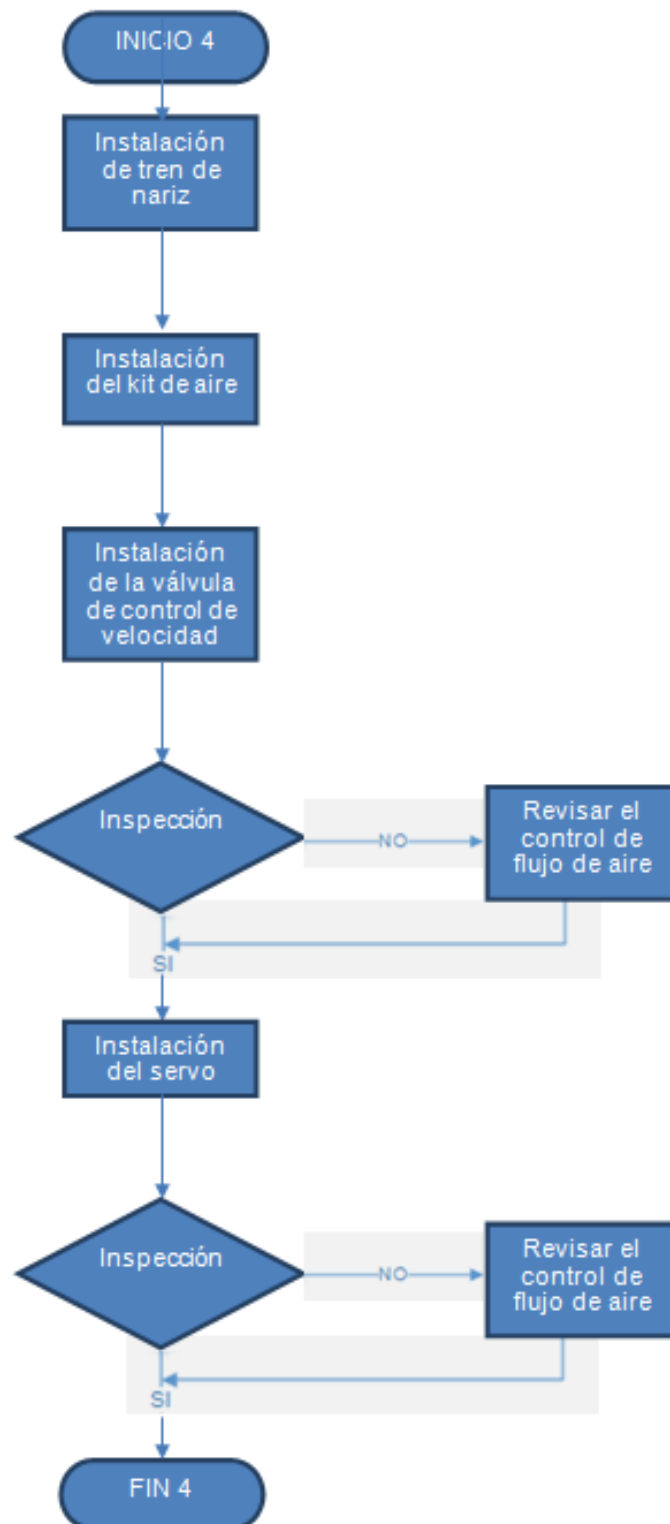 INICIO 4
Instalación
de tren de
nariz
Instalación
del kit de aire
Instalación
de la válvula
de control de
velocidad
Inspección
NO
Revisar el
control de
flujo de aire
SI
Instalación
del servo
Inspección
NO
Revisar el
control de
flujo de aire
SI
FIN 4